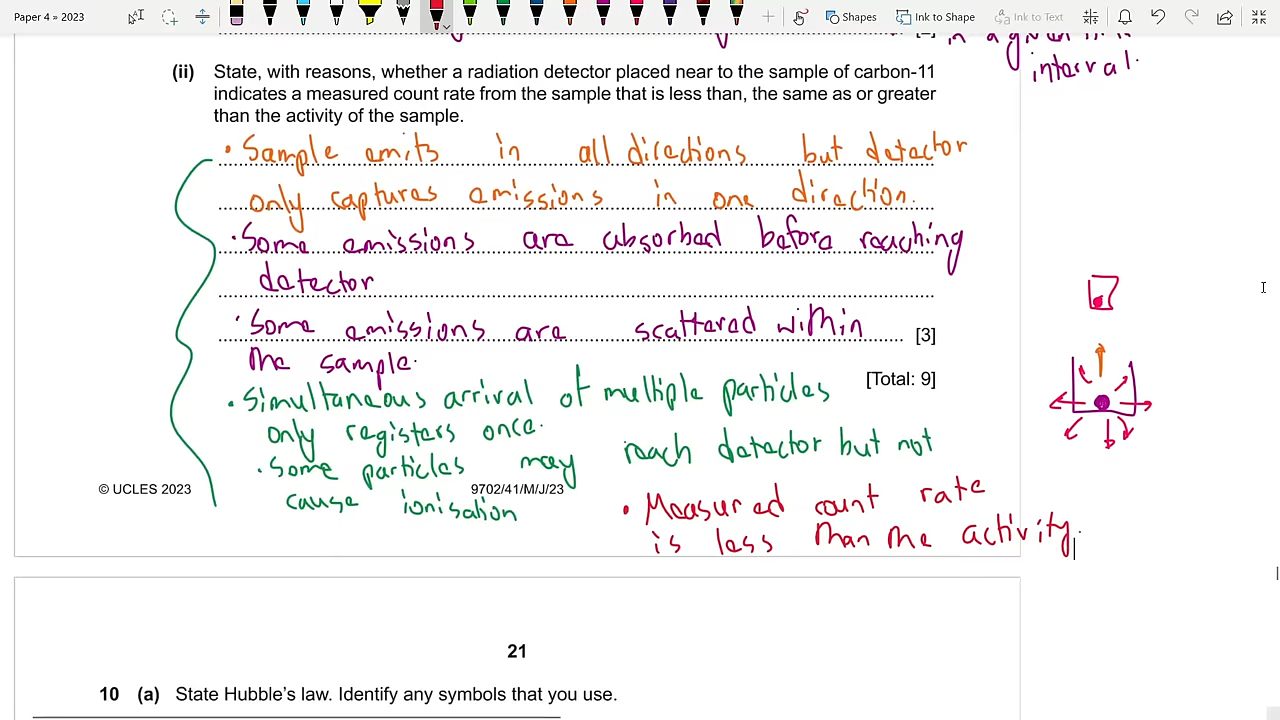 Paper 4 » 2023
Shapes
Ink to Shape
Ink to Text
in a given
interval.
(ii) State, with reasons, whether a radiation detector placed near to the sample of carbon-11
indicates a measured count rate from the sample that is less than, the same as or greater
than the activity of the sample.
• Sample emits in all directions but detector
only captures emissions in one direction.
• Some emissions are absorbed before reaching
detector
• Some emissions are scattered within
[3]
the sample.
[Total: 9]
• Simultaneous arrival of multiple particles
only registers once.
• Some particles may reach detector but not
cause ionisation
© UCLES 2023
9702/41/M/J/23
• Measured count rate
is less than the activity.
21
10 (a) State Hubble's law. Identify any symbols that you use.